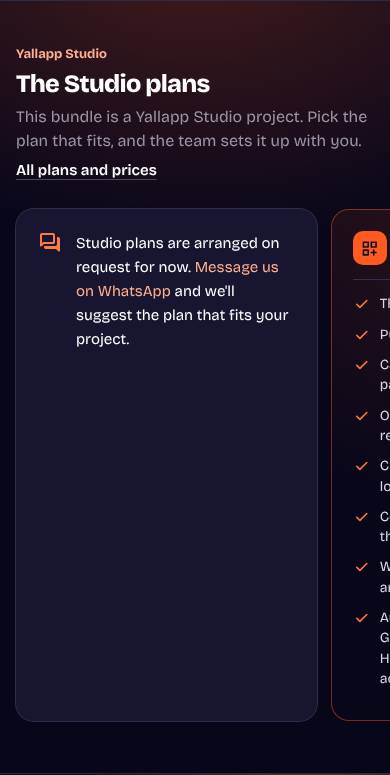 Yallapp Studio
The Studio plans
This bundle is a Yallapp Studio project. Pick the
plan that fits, and the team sets it up with you.
All plans and prices
Studio plans are arranged on
request for now. Message us
on WhatsApp and we'll
suggest the plan that fits your
project.